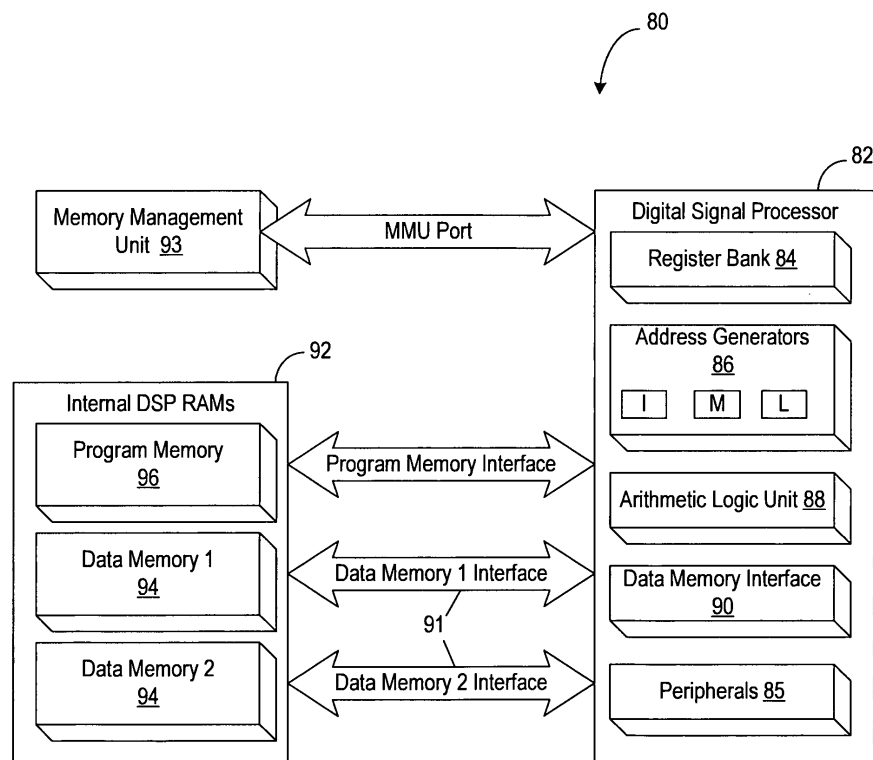 80
82
Memory Management
Unit 93
MMU Port
Digital Signal Processor
Register Bank 84
Address Generators
86
I M L
92
Internal DSP RAMs
Program Memory
96
Program Memory Interface
Arithmetic Logic Unit 88
Data Memory 1
94
Data Memory 1 Interface
Data Memory Interface
90
91
Data Memory 2
94
Data Memory 2 Interface
Peripherals 85